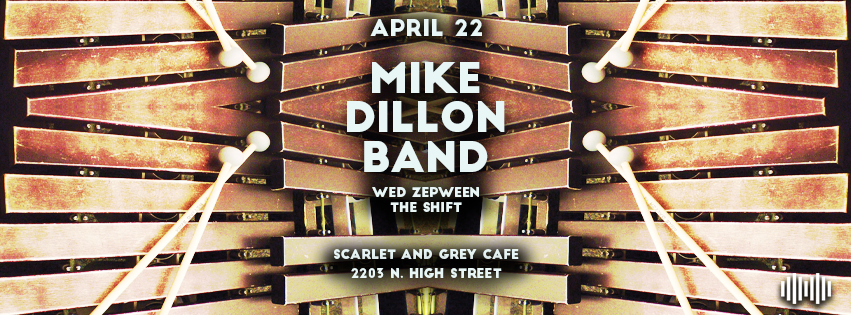 APRIL 22
MIKE
DILLON
BAND
WED ZEPWEEN
THE SHIFT
SCARLET AND GREY CAFE
2203 N. HIGH STREET